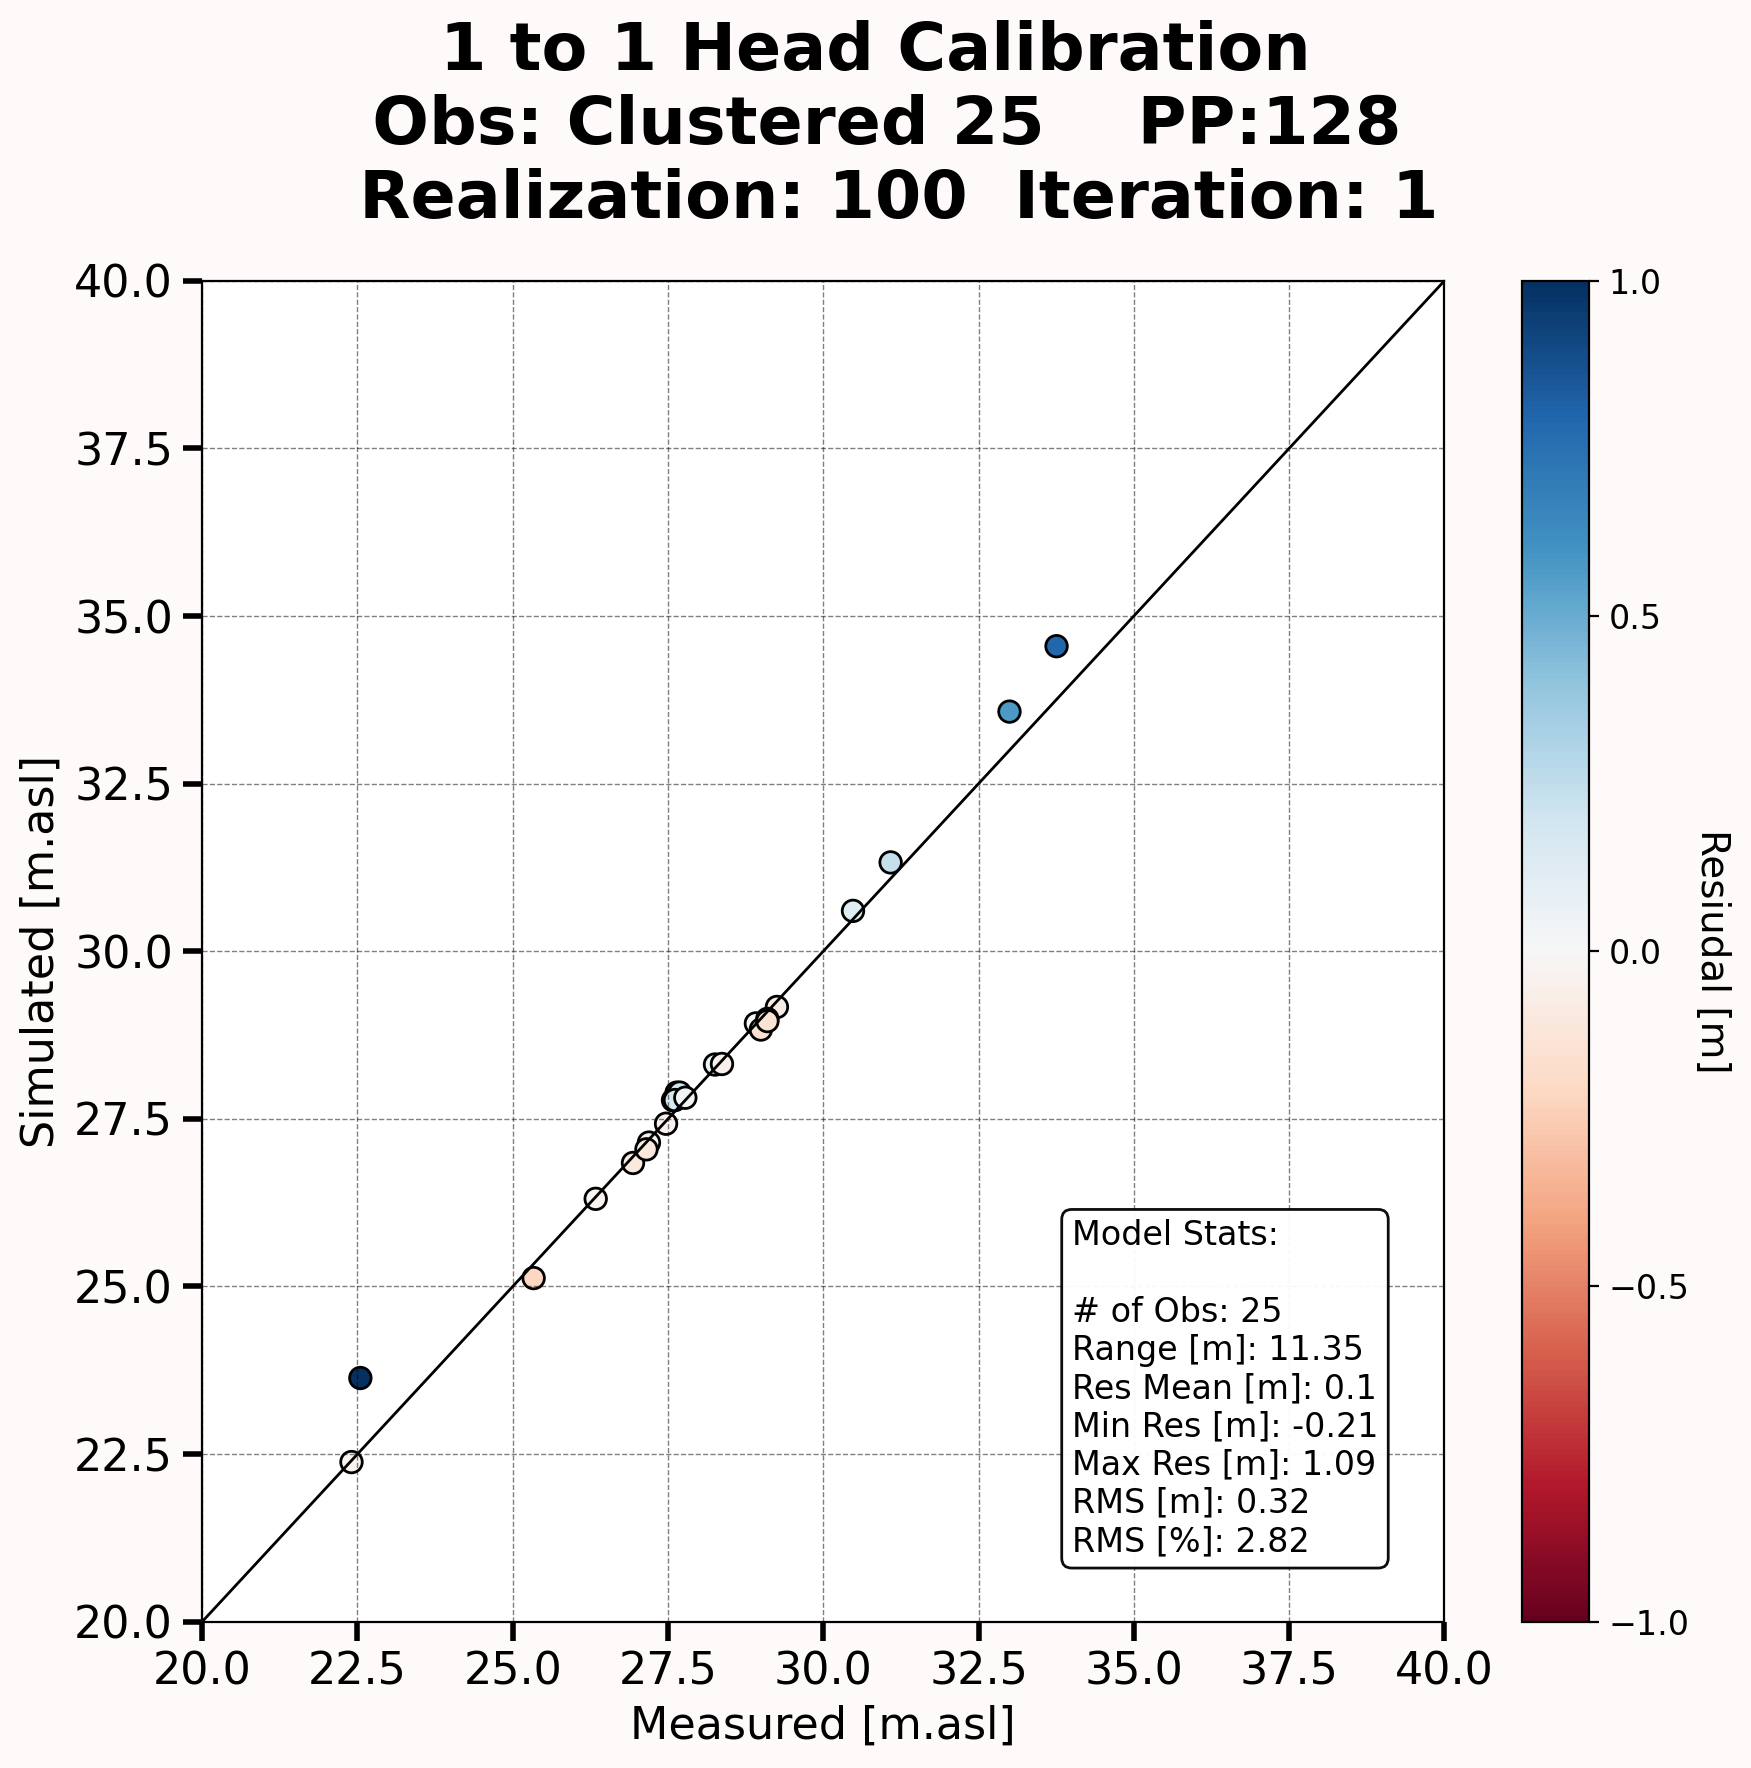 1 to 1 Head Calibration
Obs: Clustered 25    PP:128
Realization: 100  Iteration: 1
40.0
37.5
35.0
32.5
30.0
27.5
25.0
22.5
20.0
Simulated [m.asl]
20.0 22.5 25.0 27.5 30.0 32.5 35.0 37.5 40.0
Measured [m.asl]
Model Stats:
# of Obs: 25
Range [m]: 11.35
Res Mean [m]: 0.1
Min Res [m]: -0.21
Max Res [m]: 1.09
RMS [m]: 0.32
RMS [%]: 2.82
1.0
0.5
0.0
−0.5
−1.0
Resiudal [m]